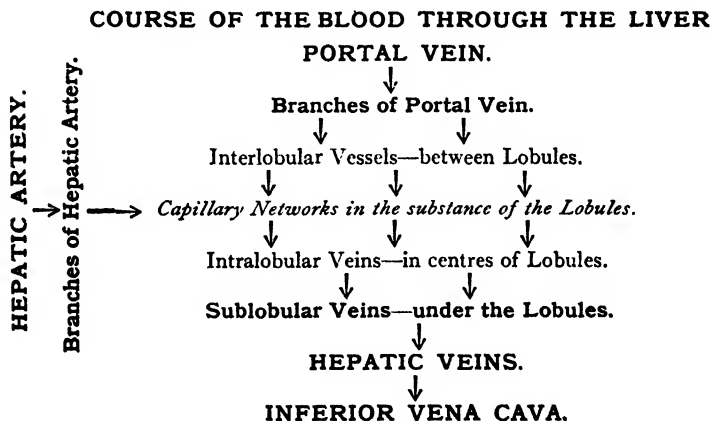 COURSE OF THE BLOOD THROUGH THE LIVER
PORTAL VEIN.
Branches of Portal Vein.
Interlobular Vessels—between Lobules.
HEPATIC ARTERY.
Branches of Hepatic Artery.
Capillary Networks in the substance of the Lobules.
Intralobular Veins—in centres of Lobules.
Sublobular Veins—under the Lobules.
HEPATIC VEINS.
INFERIOR VENA CAVA.